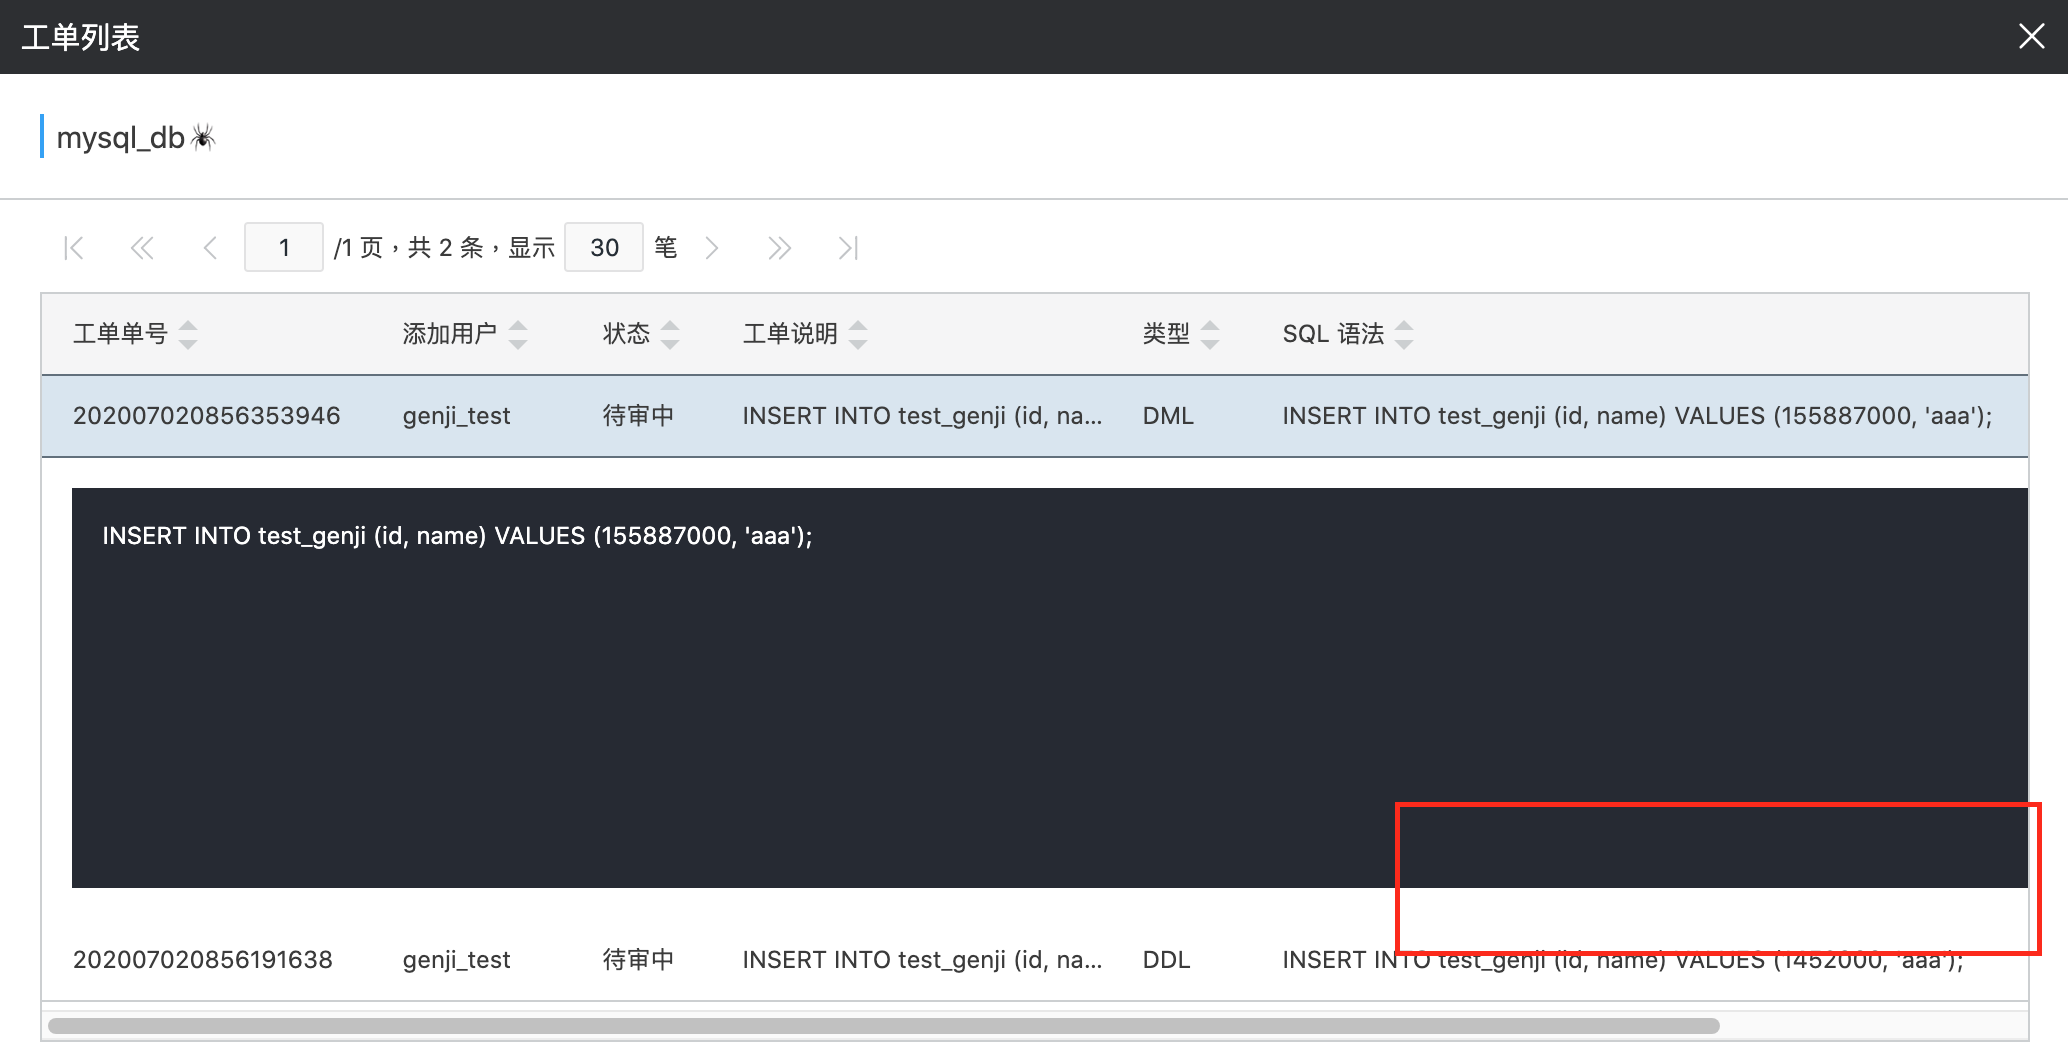 工单列表
mysql_db🕷
1 /1 页，共 2 条，显示 30 笔
工单单号 添加用户 状态 工单说明 类型 SQL 语法
202007020856353946 genji_test 待审中 INSERT INTO test_genji (id, na... DML INSERT INTO test_genji (id, name) VALUES (155887000, 'aaa');
INSERT INTO test_genji (id, name) VALUES (155887000, 'aaa');
202007020856191638 genji_test 待审中 INSERT INTO test_genji (id, na... DDL INSERT INTO test_genji (id, name) VALUES (1452000, 'aaa');